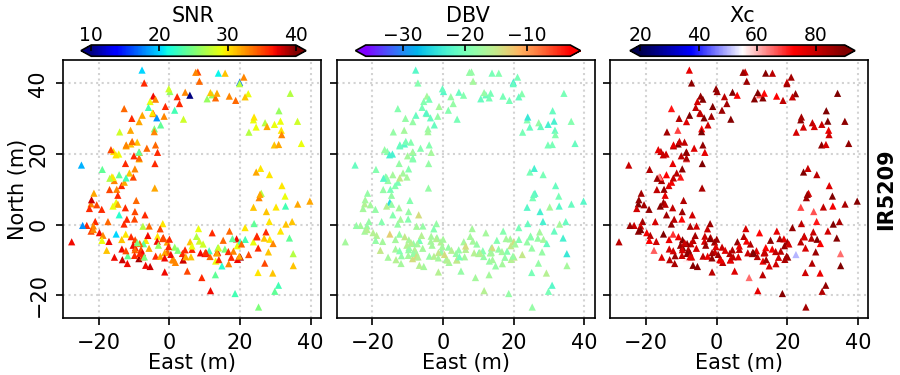 SNR DBV Xc
10 20 30 40 −30 −20 −10 20 40 60 80
North (m)
40
20
0
−20
−20 0 20 40 −20 0 20 40 −20 0 20 40
East (m) East (m) East (m)
IR5209